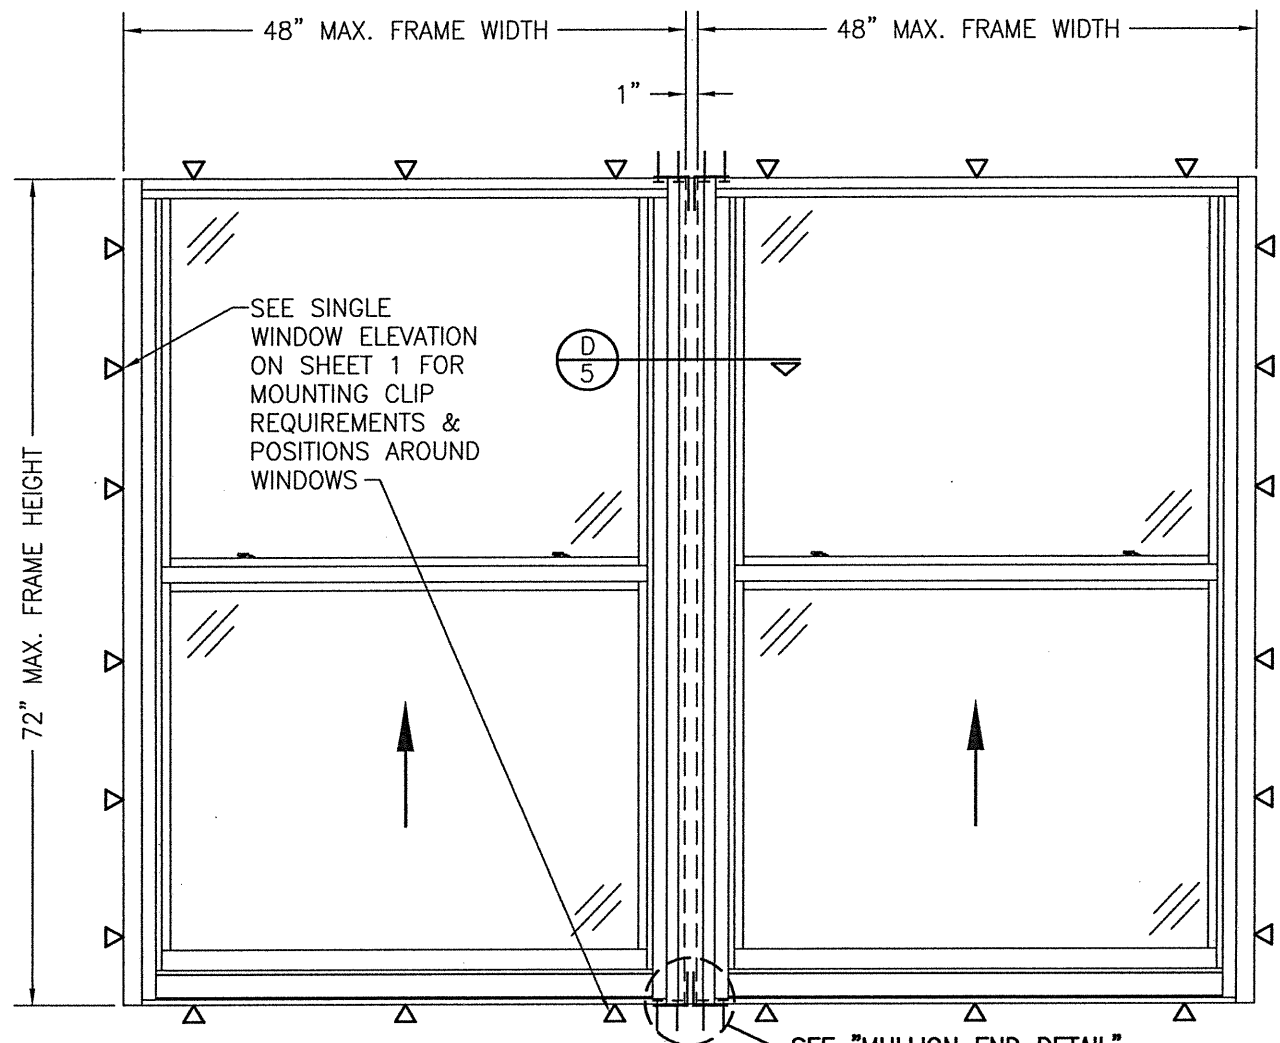 48” MAX. FRAME WIDTH
48” MAX. FRAME WIDTH
1”
SEE SINGLE
WINDOW ELEVATION
ON SHEET 1 FOR
MOUNTING CLIP
REQUIREMENTS &
POSITIONS AROUND
WINDOWS
D
5
72” MAX. FRAME HEIGHT
SEE ”MULLION END DETAIL”